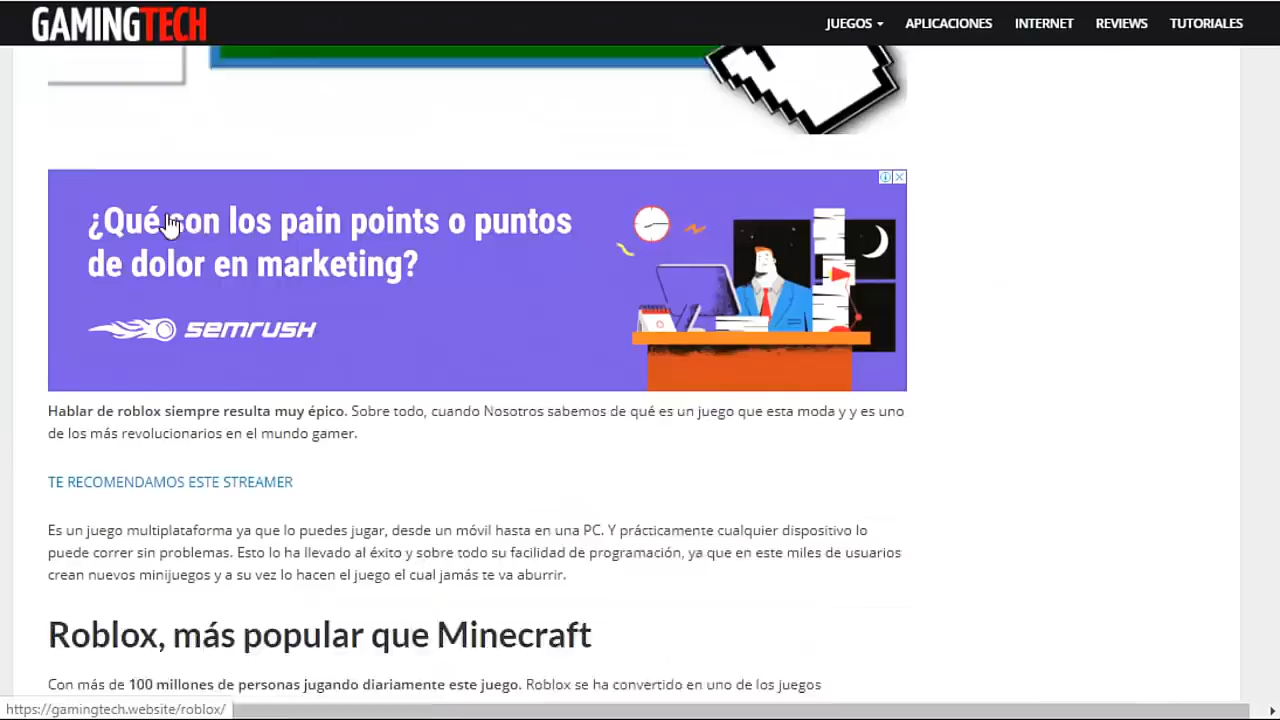 GAMINGTECH
JUEGOS
APLICACIONES
INTERNET
REVIEWS
TUTORIALES
¿Qué son los pain points o puntos
de dolor en marketing?
SEMRUSH
Hablar de roblox siempre resulta muy épico. Sobre todo, cuando Nosotros sabemos de qué es un juego que esta moda y y es uno
de los más revolucionarios en el mundo gamer.
TE RECOMENDAMOS ESTE STREAMER
Es un juego multiplataforma ya que lo puedes jugar, desde un móvil hasta en una PC. Y prácticamente cualquier dispositivo lo
puede correr sin problemas. Esto lo ha llevado al éxito y sobre todo su facilidad de programación, ya que en este miles de usuarios
crean nuevos minijuegos y a su vez lo hacen el juego el cual jamás te va aburrir.
Roblox, más popular que Minecraft
Con más de 100 millones de personas jugando diariamente este juego. Roblox se ha convertido en uno de los juegos
https://gamingtech.website/roblox/